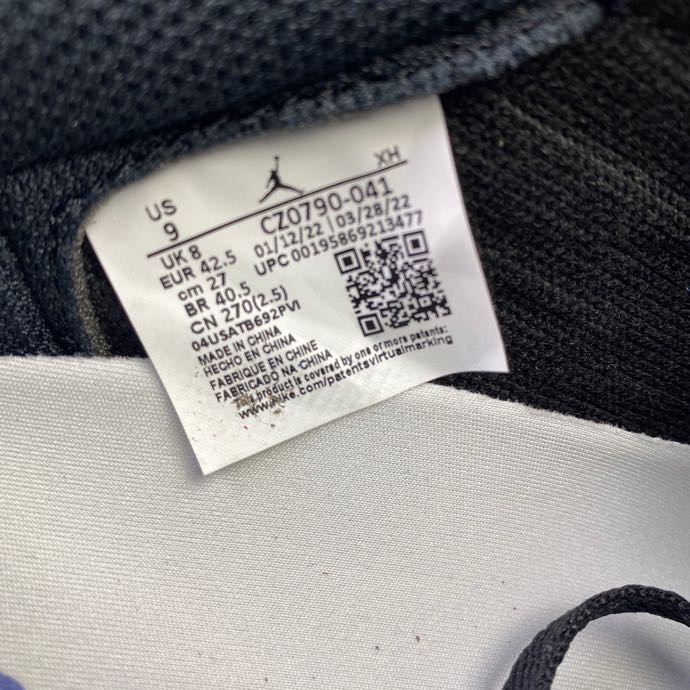 US
9
XH
UK 8
CZ0790-041
EUR 42.5
01/12/22 | 03/28/22
cm 27
UPC 00195869213477
BR 40.5
CN 270(2.5)
04USATB692PVI
MADE IN CHINA
HECHO EN CHINA
FABRIQUE EN CHINE
FABRICADO NA CHINA
This product is covered by one or more patents:
www.nike.com/patentsvirtualmarking